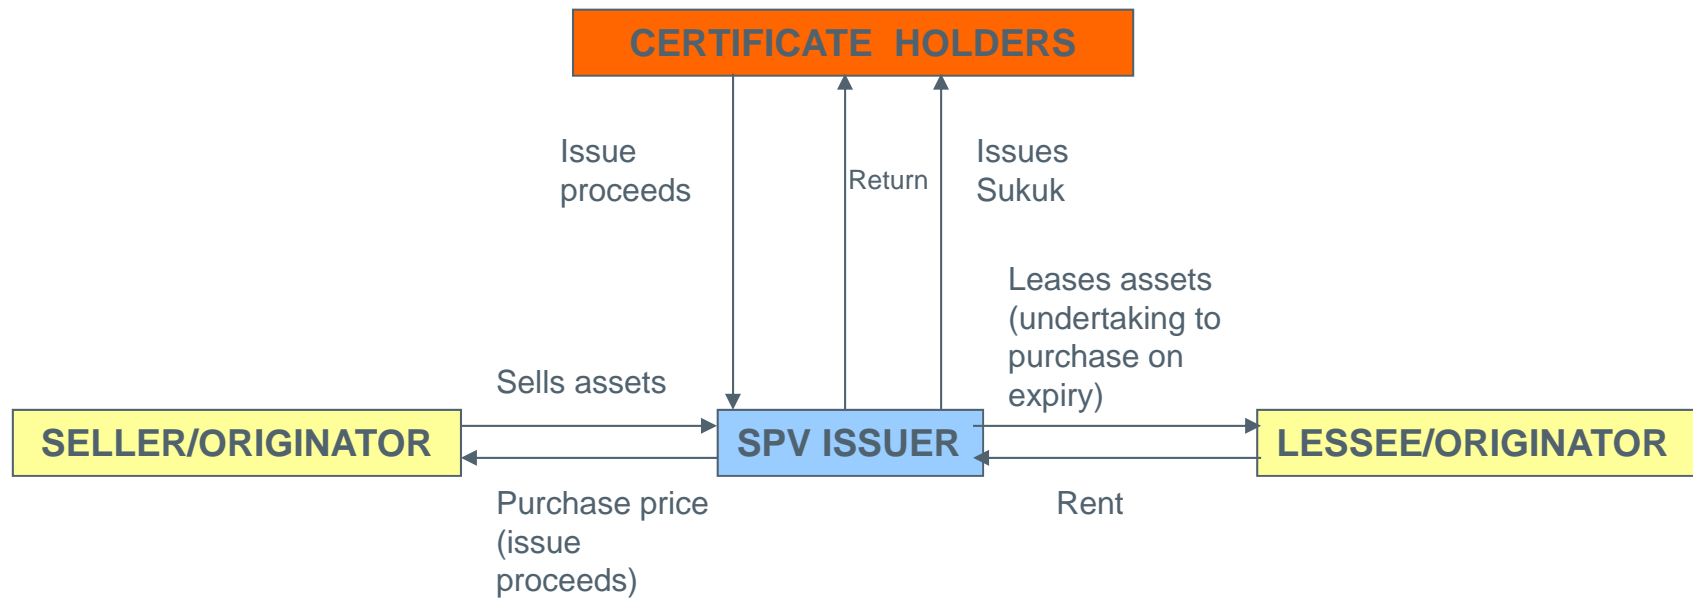 CERTIFICATE HOLDERS
Issue
proceeds
Return
Issues
Sukuk
Leases assets
(undertaking to
purchase on
expiry)
Sells assets
SELLER/ORIGINATOR
SPV ISSUER
LESSEE/ORIGINATOR
Purchase price
(issue
proceeds)
Rent